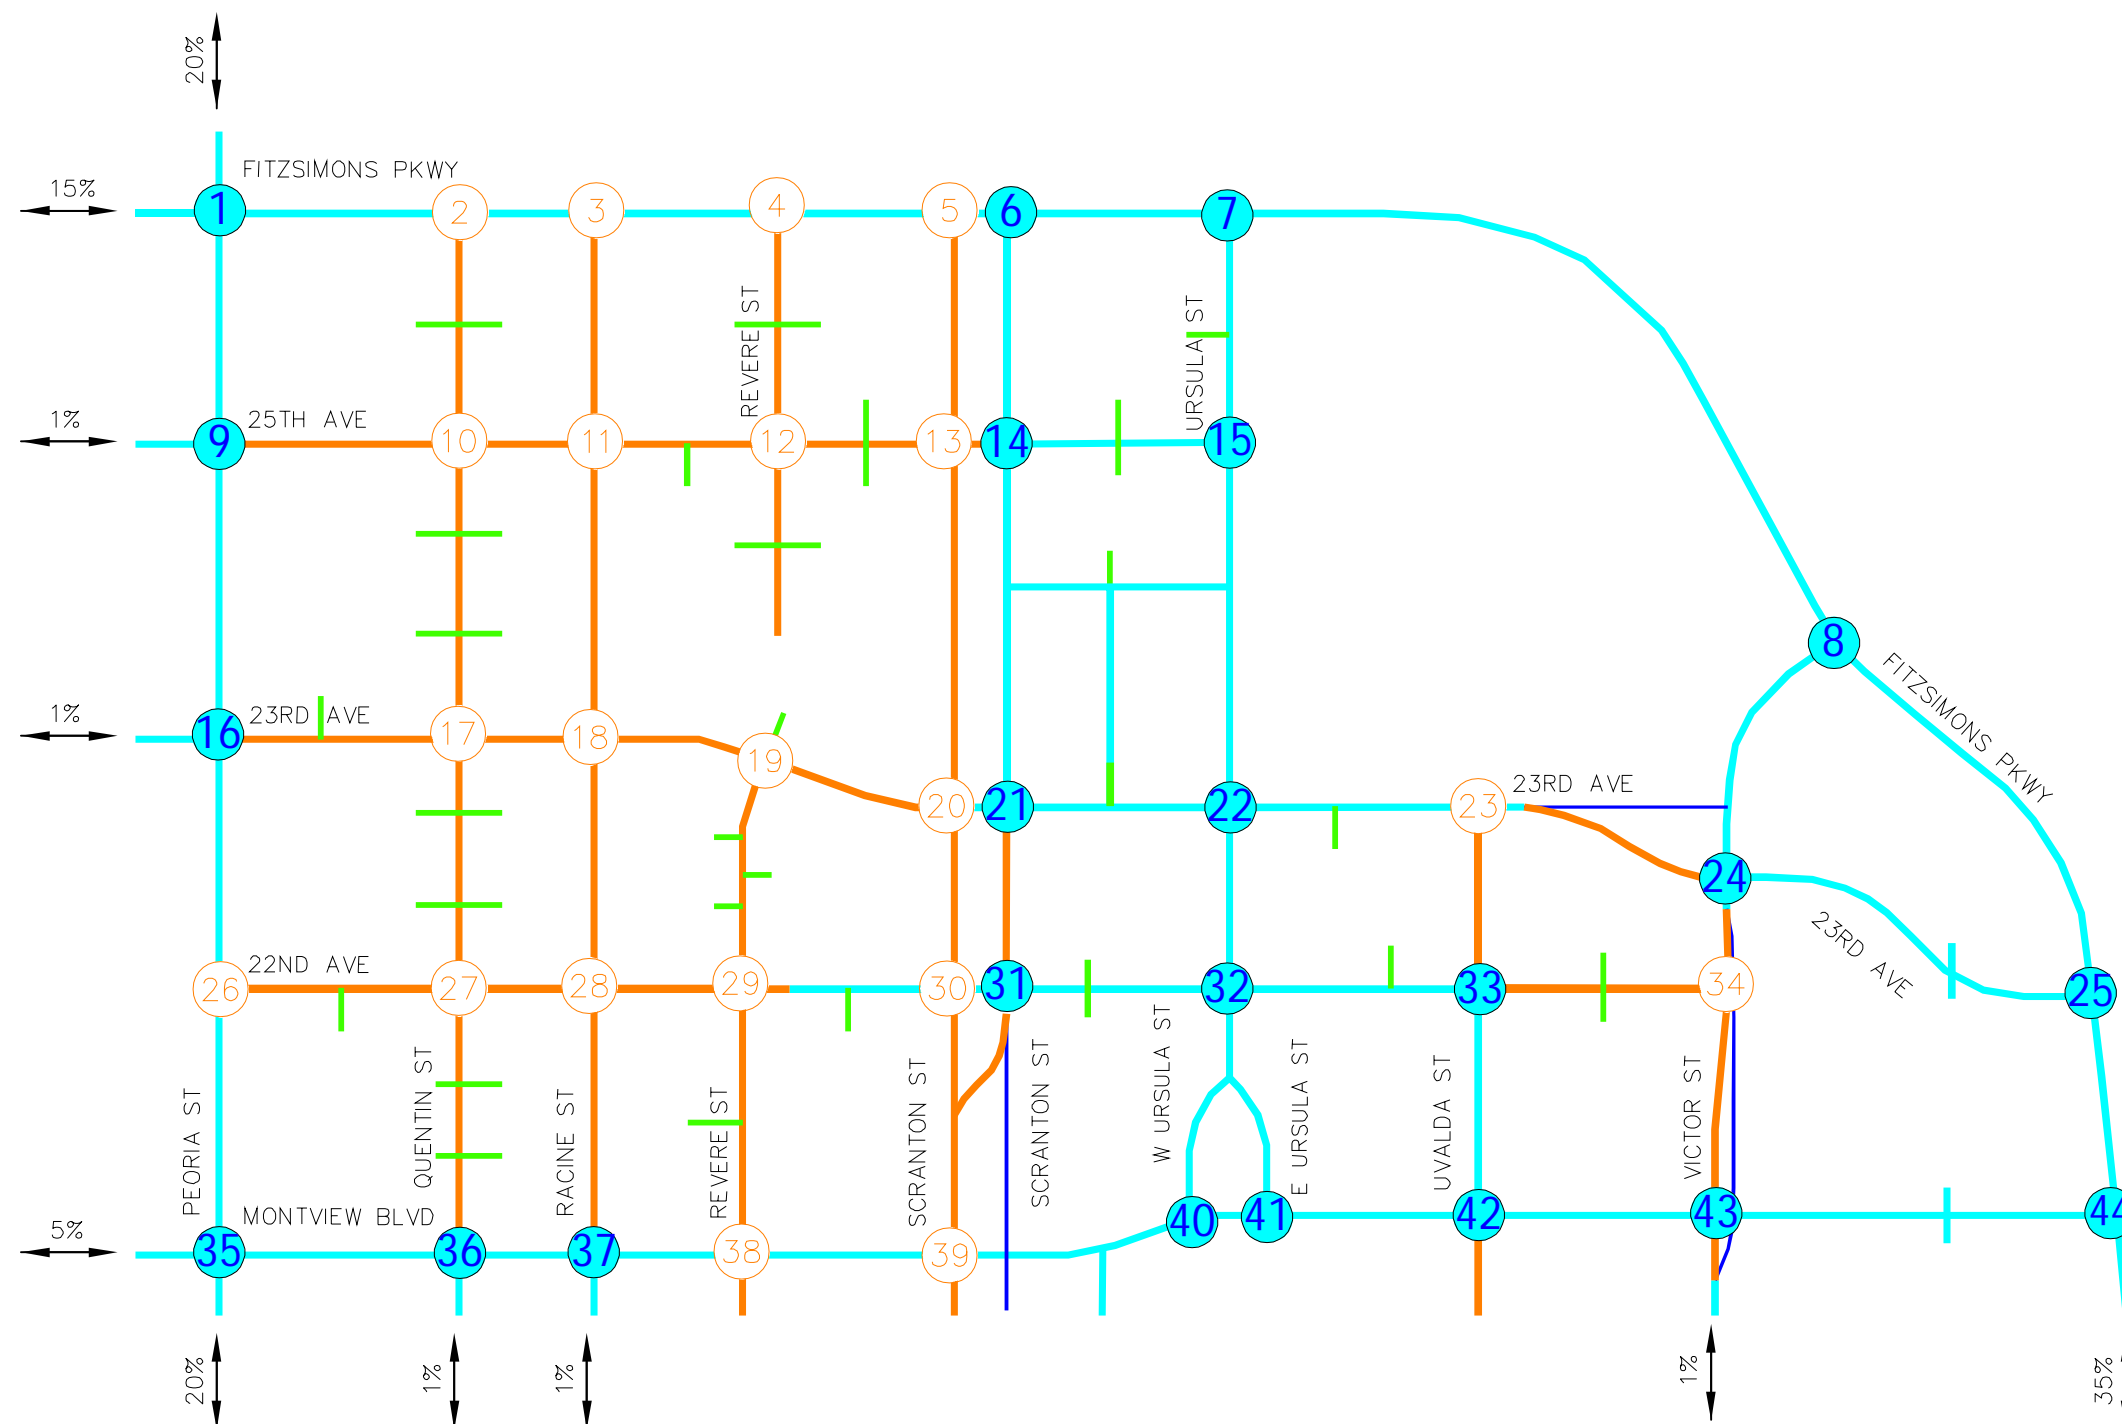 20%
FITZSIMONS PKWY
15%
1
2
3
4
5
6
7
REVERE ST
URSULA ST
1%
25TH AVE
9
10
11
12
13
14
15
8
FITZSIMONS PKWY
1%
23RD AVE
16
17
18
19
20
21
22
23
23RD AVE
24
23RD AVE
22ND AVE
26
27
28
29
30
31
32
33
34
25
PEORIA ST
QUENTIN ST
RACINE ST
REVERE ST
SCRANTON ST
SCRANTON ST
W URSULA ST
E URSULA ST
UVALDA ST
VICTOR ST
5%
MONTVIEW BLVD
35
36
37
38
39
40
41
42
43
44
20%
1%
1%
1%
35%